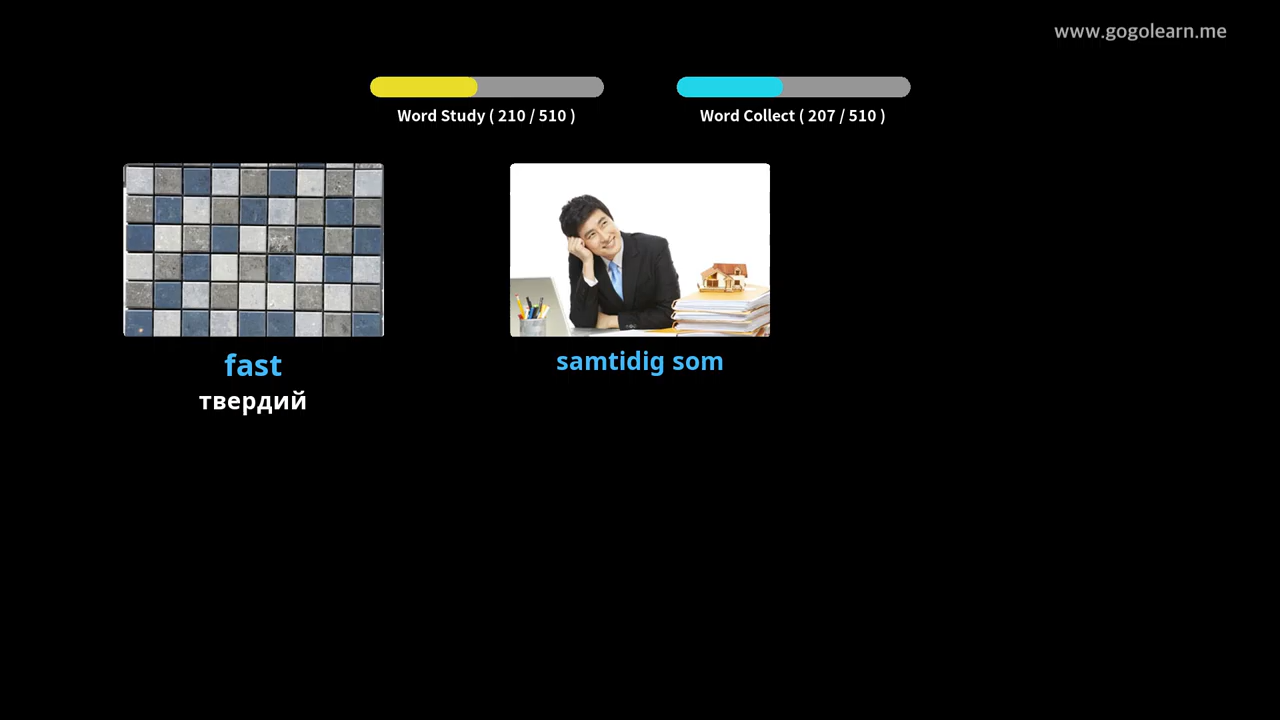 www.gogolearn.me
Word Study ( 210 / 510 )
Word Collect ( 207 / 510 )
fast
твердий
samtidig som